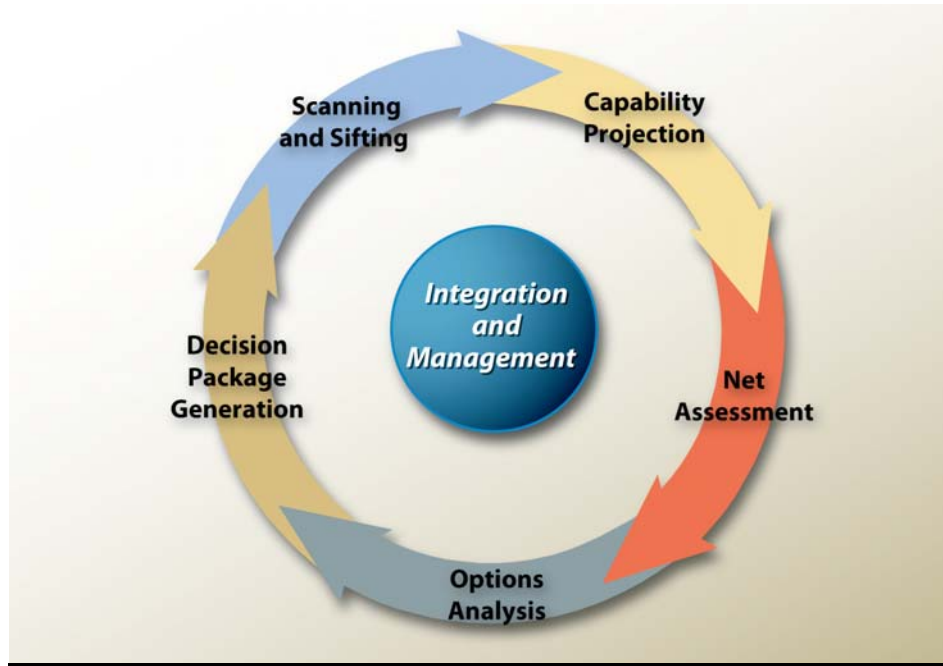 Scanning
and Sifting
Capability
Projection
Integration
and
Management
Net
Assessment
Decision
Package
Generation
Options
Analysis